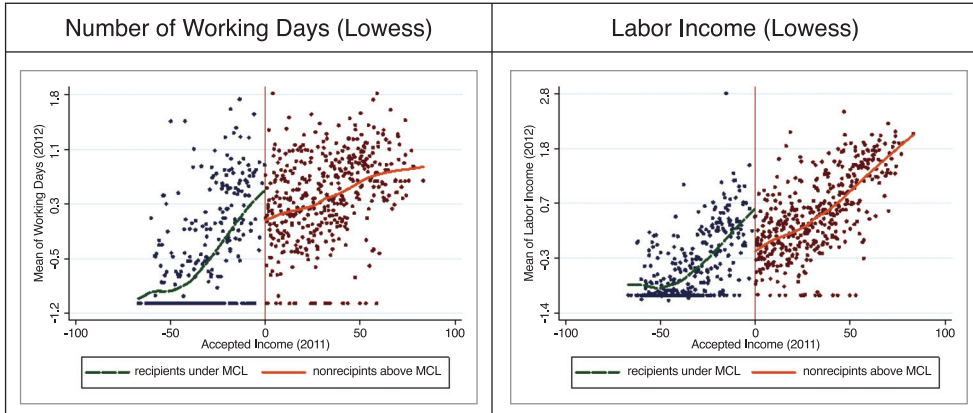 Number of Working Days (Lowess)
Labor Income (Lowess)
Mean of Working Days (2012)
1.8
1.1
0.3
-0.5
-1.2
-100
-50
0
50
100
Accepted Income (2011)
recipients under MCL
nonrecipints above MCL
Mean of Labor Income (2012)
2.8
1.8
0.7
-0.3
-1.4
-100
-50
0
50
100
Accepted Income (2011)
recipients under MCL
nonrecipints above MCL